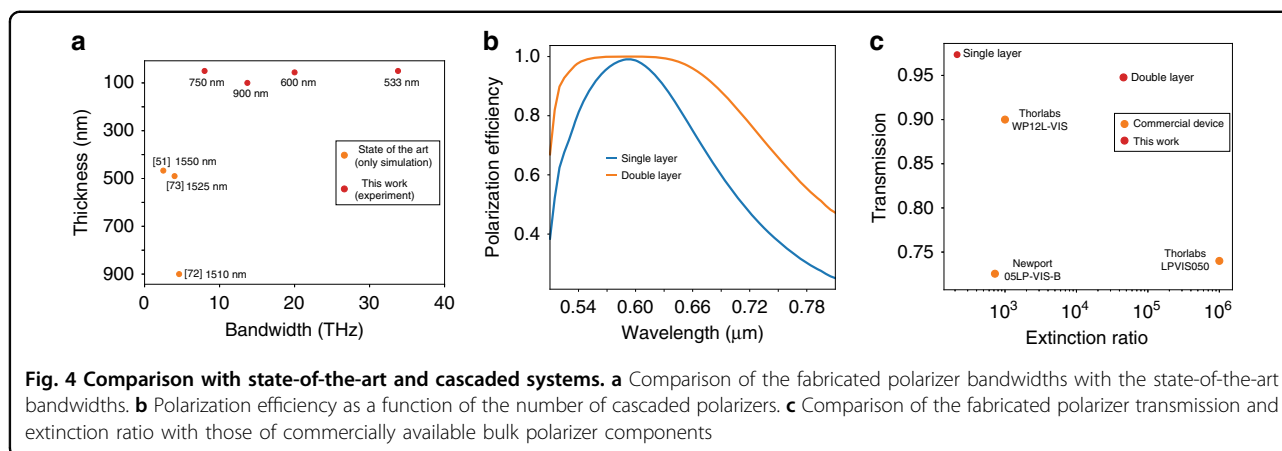 a
100
300
500
700
900
Thickness (nm)
0
10
20
30
40
Bandwidth (THz)
750 nm
900 nm
600 nm
533 nm
[51] 1550 nm
[73] 1525 nm
[72] 1510 nm
State of the art
(only simulation)
This work
(experiment)
b
1.0
0.8
0.6
0.4
Polarization efficiency
0.54
0.60
0.66
0.72
0.78
Wavelength (μm)
Single layer
Double layer
c
0.95
0.90
0.85
0.80
0.75
Transmission
10³
10⁴
10⁵
10⁶
Extinction ratio
Single layer
Double layer
Thorlabs
WP12L-VIS
Commercial device
This work
Newport
05LP-VIS-B
Thorlabs
LPVIS050
Fig. 4 Comparison with state-of-the-art and cascaded systems. a Comparison of the fabricated polarizer bandwidths with the state-of-the-art
bandwidths. b Polarization efficiency as a function of the number of cascaded polarizers. c Comparison of the fabricated polarizer transmission and
extinction ratio with those of commercially available bulk polarizer components